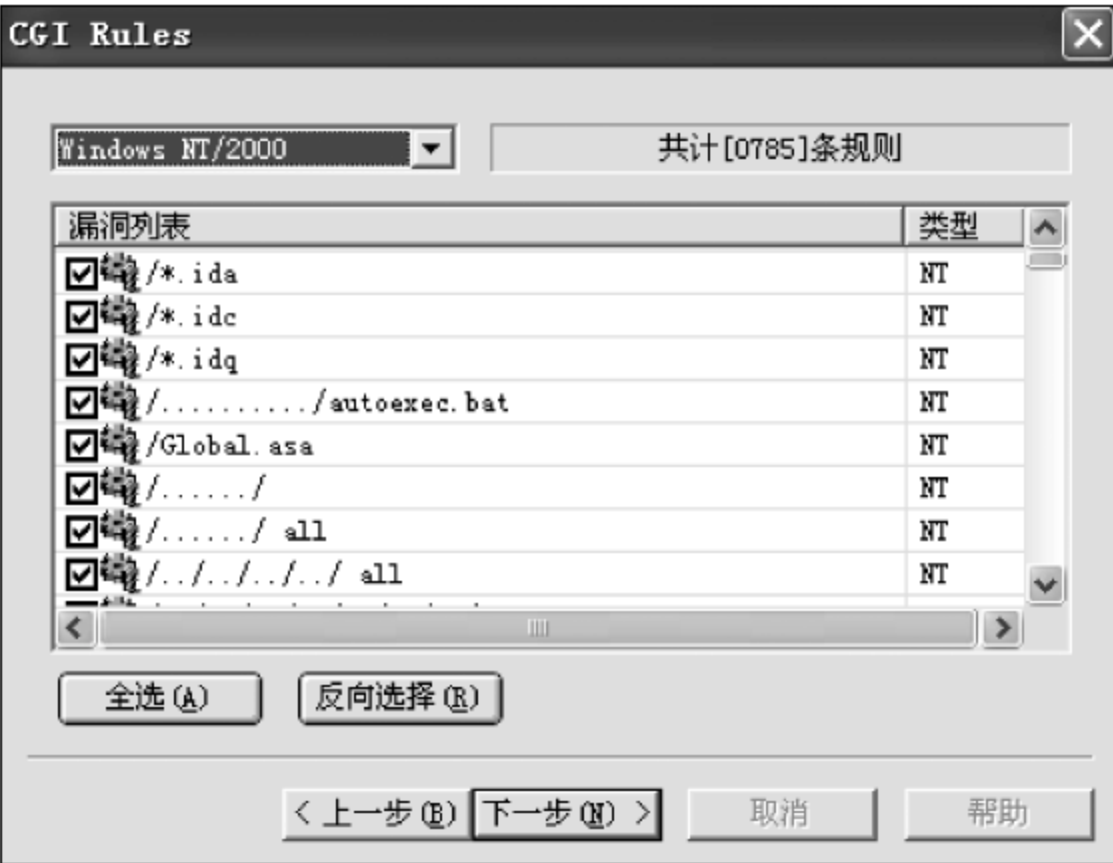 CGI Rules
Windows NT/2000
共计[0785]条规则
漏洞列表 类型
/*.ida NT
/*.idc NT
/*.idq NT
/........../autoexec.bat NT
/Global.asa NT
/....../ NT
/....../ all NT
/../../../../ all NT
全选(A) 反向选择(R)
< 上一步(B) 下一步(N) > 取消 帮助